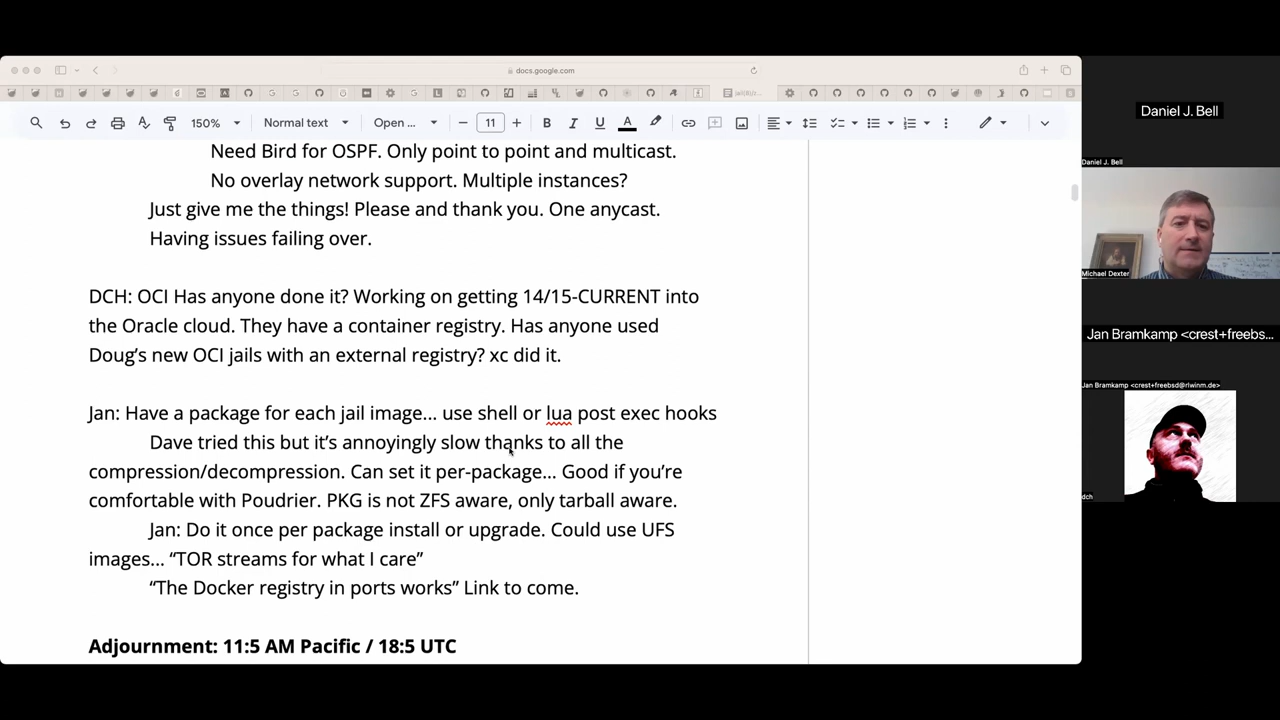 docs.google.com
150%
Normal text
Open ...
11
Need Bird for OSPF. Only point to point and multicast.
No overlay network support. Multiple instances?
Just give me the things! Please and thank you. One anycast.
Having issues failing over.
DCH: OCI Has anyone done it? Working on getting 14/15-CURRENT into
the Oracle cloud. They have a container registry. Has anyone used
Doug’s new OCI jails with an external registry? xc did it.
Jan: Have a package for each jail image... use shell or lua post exec hooks
Dave tried this but it’s annoyingly slow thanks to all the
compression/decompression. Can set it per-package... Good if you’re
comfortable with Poudrier. PKG is not ZFS aware, only tarball aware.
Jan: Do it once per package install or upgrade. Could use UFS
images... “TOR streams for what I care”
“The Docker registry in ports works” Link to come.
Adjournment: 11:5 AM Pacific / 18:5 UTC
Daniel J. Bell
Daniel J. Bell
Michael Dexter
Jan Bramkamp <crest+freebs...
Jan Bramkamp <crest+freebsd@rlwinm.de>
dch